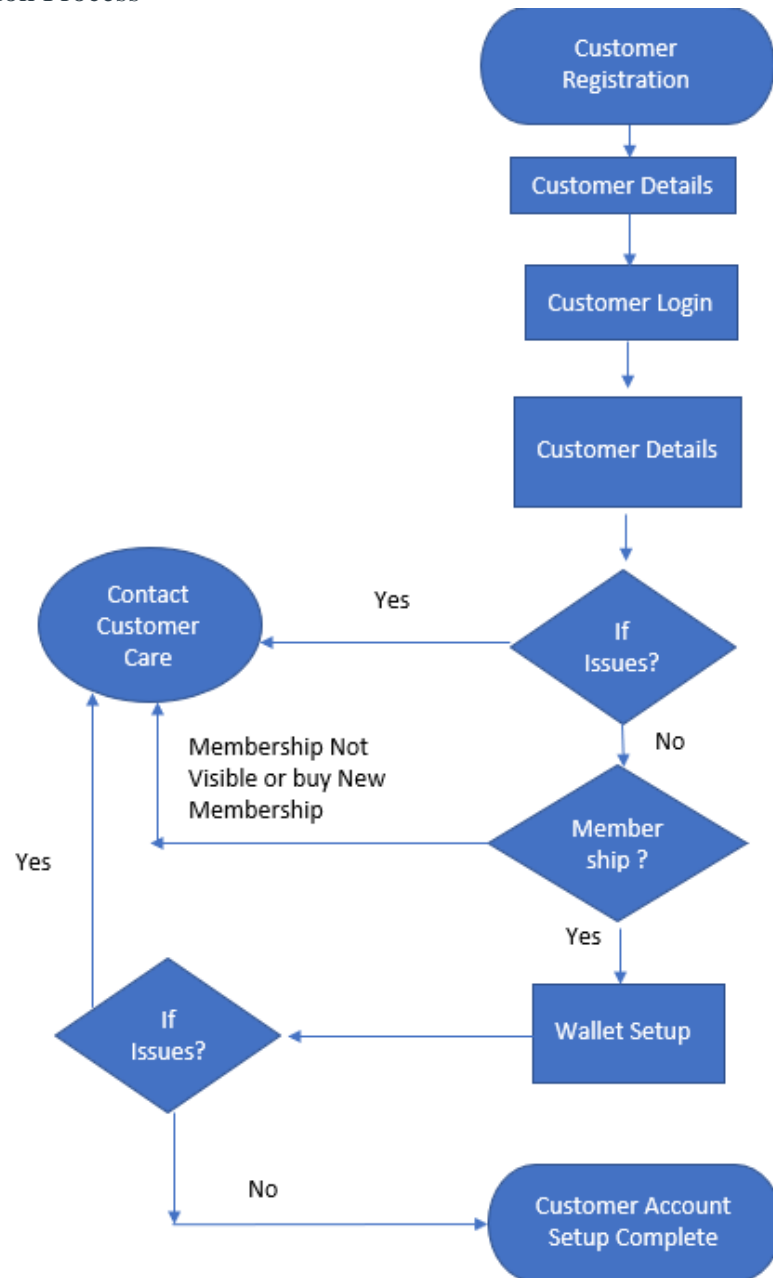 Customer
Registration
Customer Details
Customer Login
Customer Details
If
Issues?
Yes
Contact
Customer
Care
No
Membership Not
Visible or buy New
Membership
Member
ship ?
Yes
Yes
Wallet Setup
If
Issues?
No
Customer Account
Setup Complete